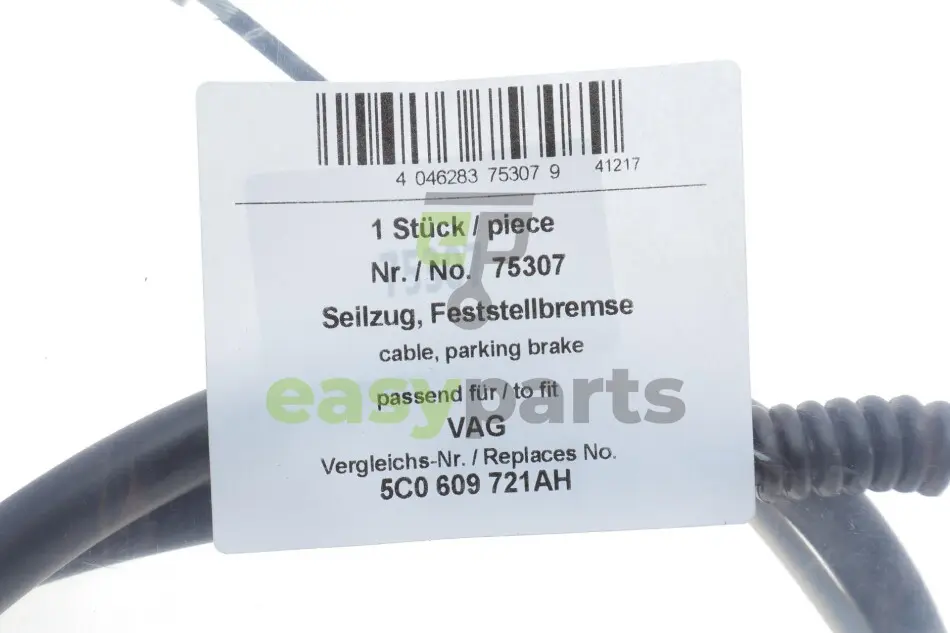 4 046283 75307 9 41217
1 Stück / piece
Nr. / No. 75307
Seilzug, Feststellbremse
cable, parking brake
easyparts
passend für / to fit
VAG
Vergleichs-Nr. / Replaces No.
5C0 609 721AH